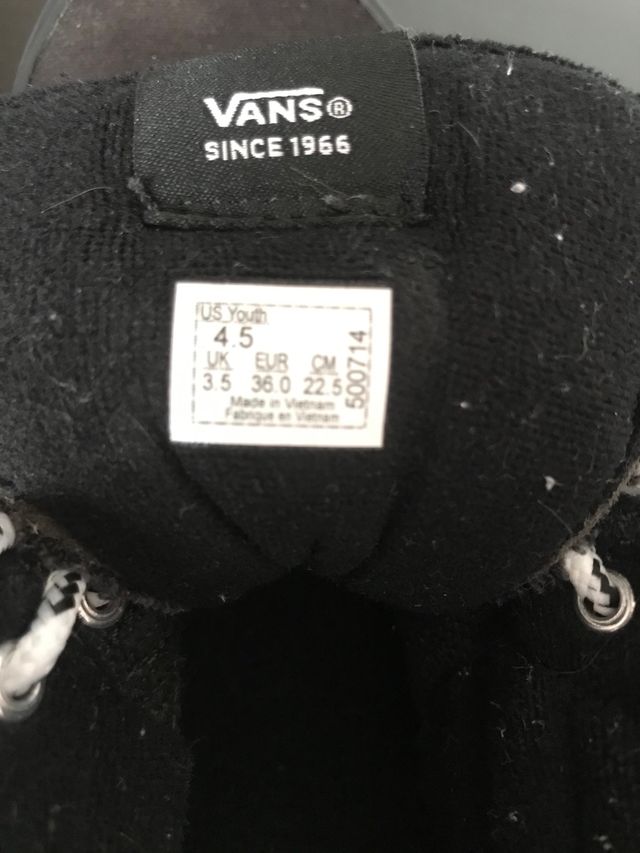 VANS®
SINCE 1966
US Youth
4.5
UK EUR CM
3.5 36.0 22.5
Made in Vietnam
Fabrique en Vietnam
500714